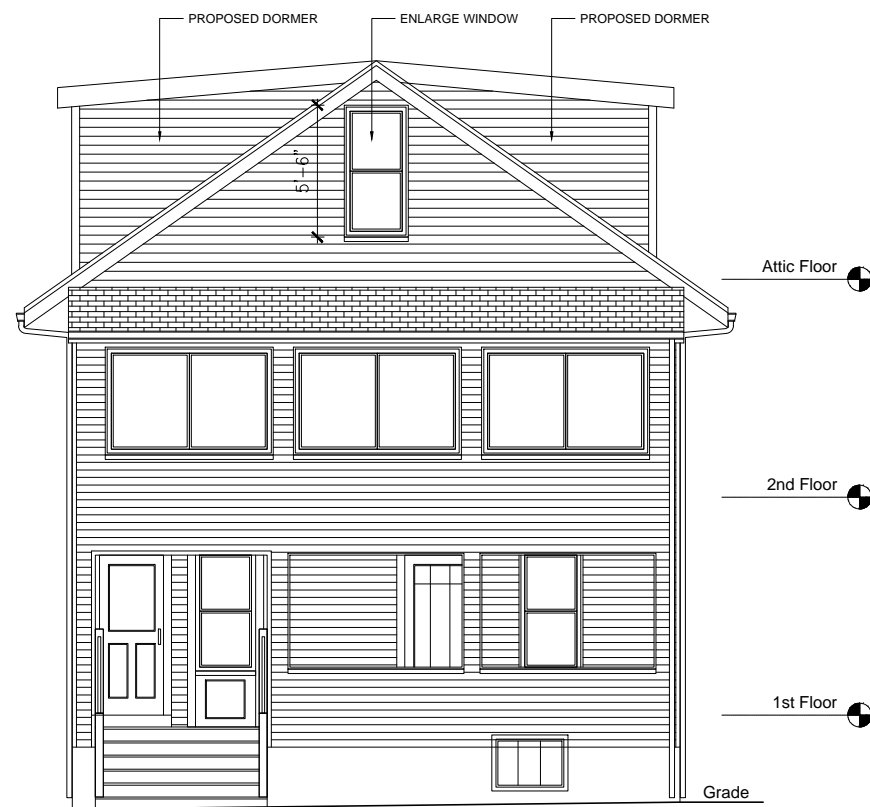 PROPOSED DORMER
ENLARGE WINDOW
PROPOSED DORMER
5'-6"
Attic Floor
2nd Floor
1st Floor
Grade